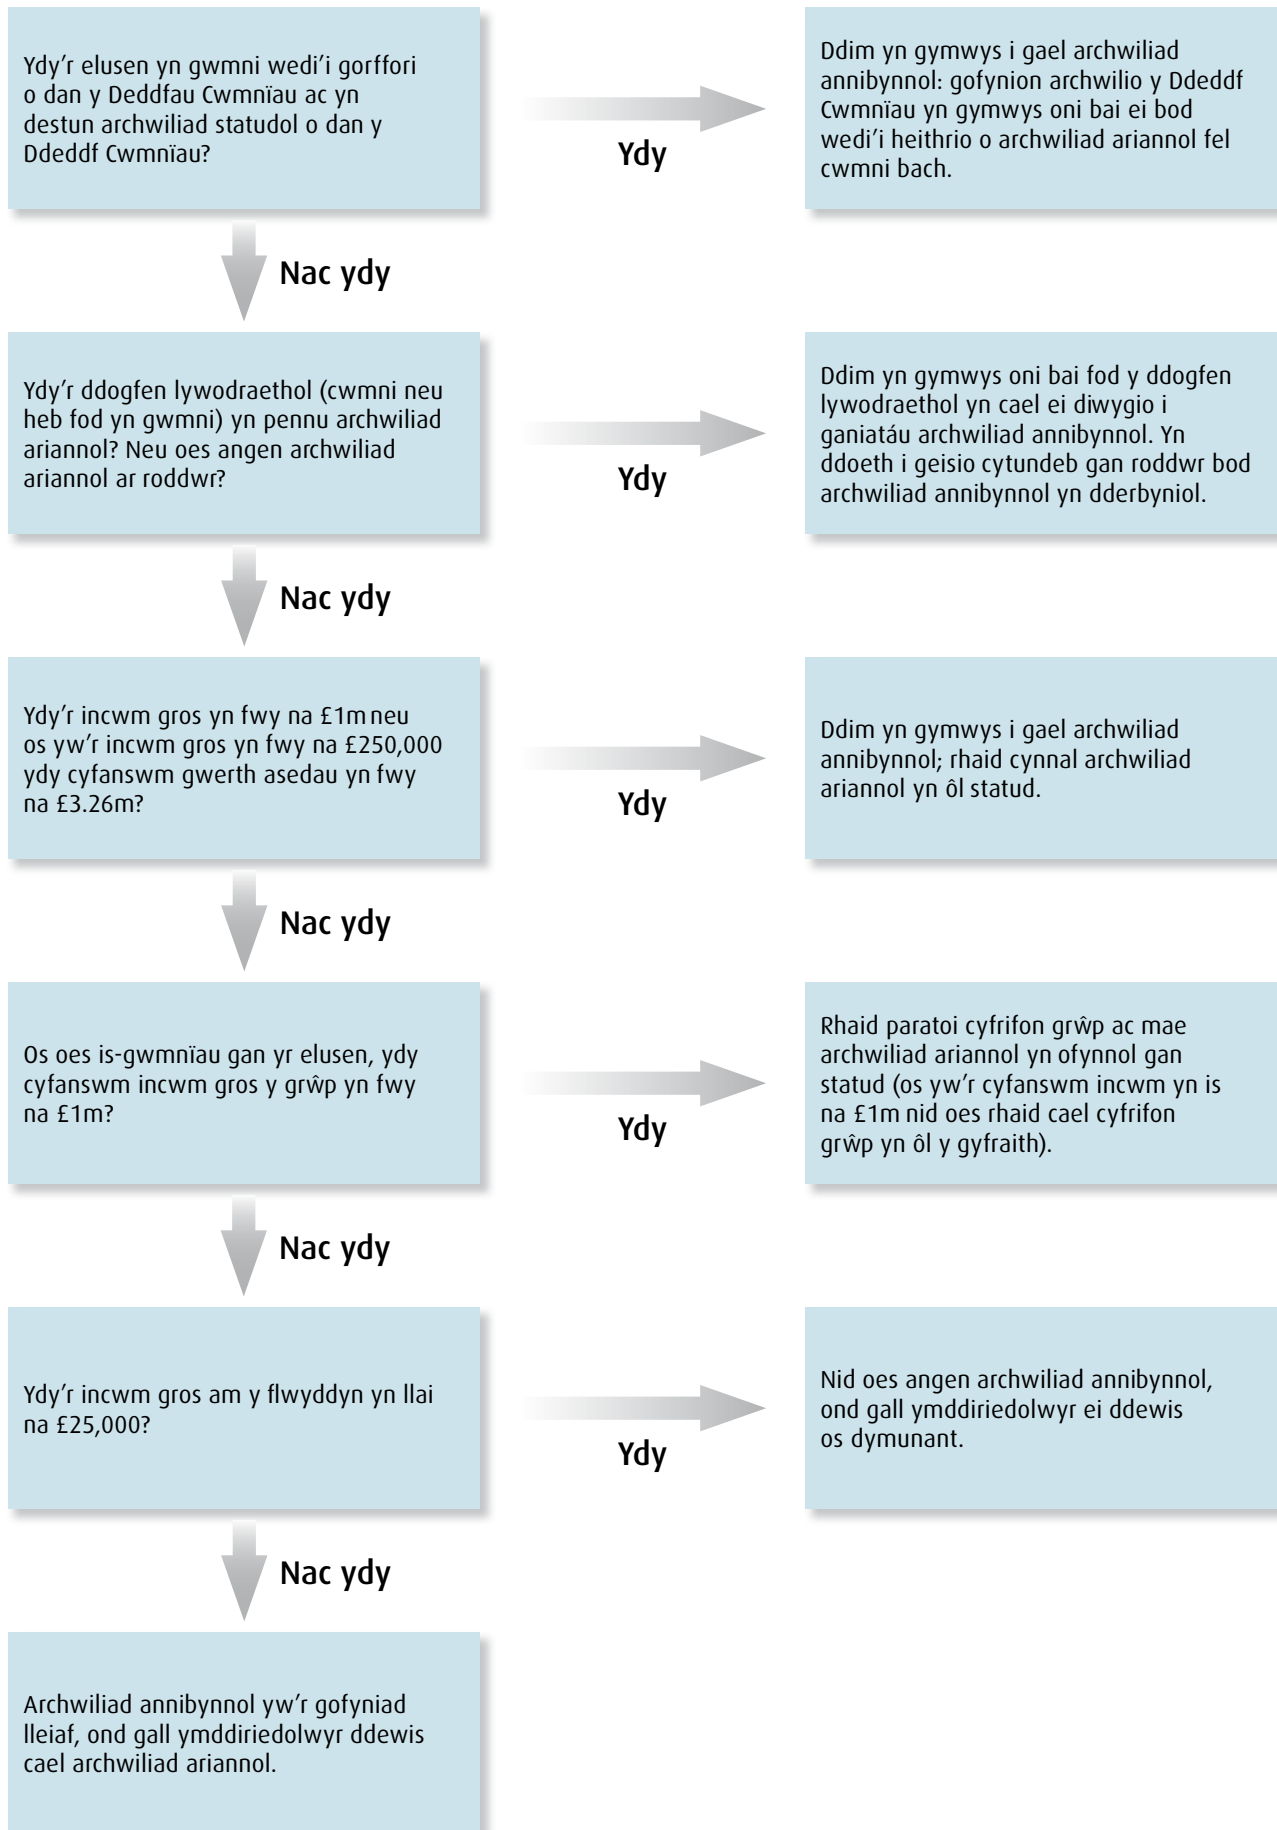 Ydy'r elusen yn gwmni wedi'i gorffori
o dan y Deddfau Cwmnïau ac yn
destun archwiliad statudol o dan y
Ddeddf Cwmnïau?
Ydy
Ddim yn gymwys i gael archwiliad
annibynnol: gofynion archwilio y Ddeddf
Cwmnïau yn gymwys oni bai ei bod
wedi'i heithrio o archwiliad ariannol fel
cwmni bach.
Nac ydy
Ydy'r ddogfen lywodraethol (cwmni neu
heb fod yn gwmni) yn pennu archwiliad
ariannol? Neu oes angen archwiliad
ariannol ar roddwr?
Ydy
Ddim yn gymwys oni bai fod y ddogfen
lywodraethol yn cael ei diwygio i
ganiatáu archwiliad annibynnol. Yn
ddoeth i geisio cytundeb gan roddwr bod
archwiliad annibynnol yn dderbyniol.
Nac ydy
Ydy'r incwm gros yn fwy na £1m neu
os yw'r incwm gros yn fwy na £250,000
ydy cyfanswm gwerth asedau yn fwy
na £3.26m?
Ydy
Ddim yn gymwys i gael archwiliad
annibynnol; rhaid cynnal archwiliad
ariannol yn ôl statud.
Nac ydy
Os oes is-gwmnïau gan yr elusen, ydy
cyfanswm incwm gros y grŵp yn fwy
na £1m?
Ydy
Rhaid paratoi cyfrifon grŵp ac mae
archwiliad ariannol yn ofynnol gan
statud (os yw'r cyfanswm incwm yn is
na £1m nid oes rhaid cael cyfrifon
grŵp yn ôl y gyfraith).
Nac ydy
Ydy'r incwm gros am y flwyddyn yn llai
na £25,000?
Ydy
Nid oes angen archwiliad annibynnol,
ond gall ymddiriedolwyr ei ddewis
os dymunant.
Nac ydy
Archwiliad annibynnol yw'r gofyniad
lleiaf, ond gall ymddiriedolwyr ddewis
cael archwiliad ariannol.